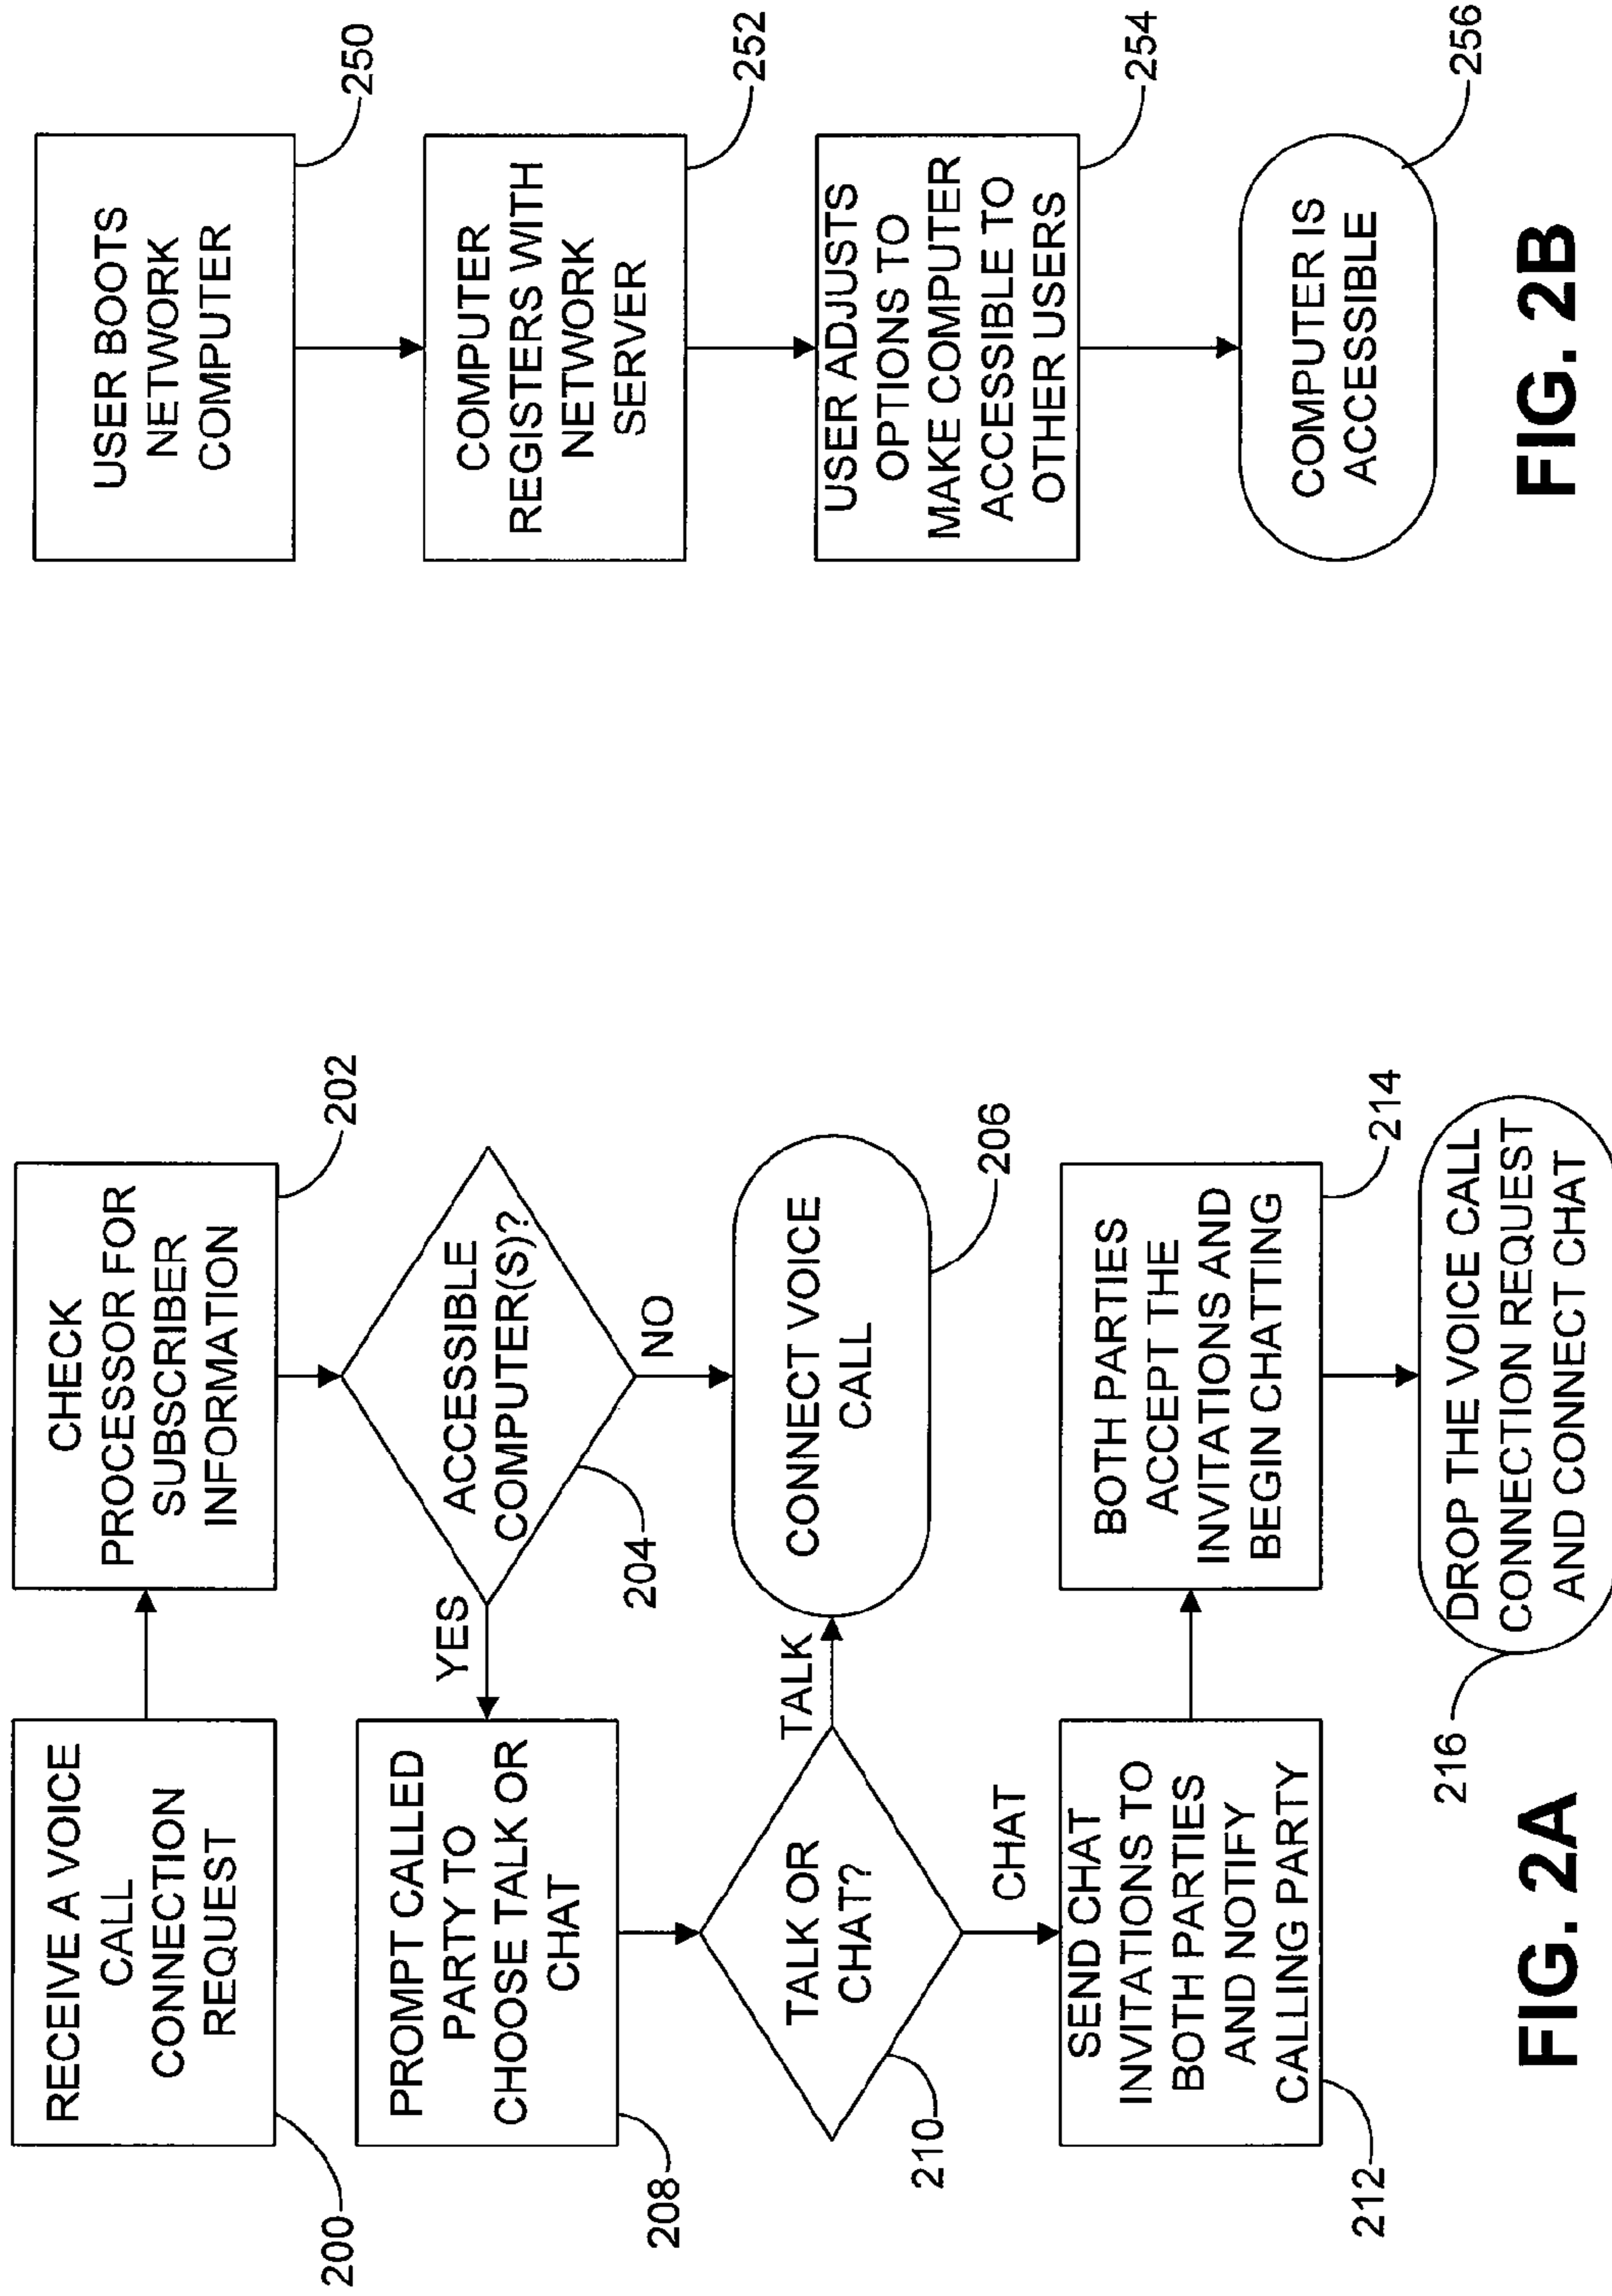 RECEIVE A VOICE
CALL
CONNECTION
REQUEST
200
CHECK
PROCESSOR FOR
SUBSCRIBER
INFORMATION
202
ACCESSIBLE
COMPUTER(S)?
204
YES
NO
PROMPT CALLED
PARTY TO
CHOOSE TALK OR
CHAT
208
CONNECT VOICE
CALL
206
TALK OR
CHAT?
210
TALK
CHAT
SEND CHAT
INVITATIONS TO
BOTH PARTIES
AND NOTIFY
CALLING PARTY
212
BOTH PARTIES
ACCEPT THE
INVITATIONS AND
BEGIN CHATTING
214
DROP THE VOICE CALL
CONNECTION REQUEST
AND CONNECT CHAT
216
FIG. 2A
USER BOOTS
NETWORK
COMPUTER
250
COMPUTER
REGISTERS WITH
NETWORK
SERVER
252
USER ADJUSTS
OPTIONS TO
MAKE COMPUTER
ACCESSIBLE TO
OTHER USERS
254
COMPUTER IS
ACCESSIBLE
256
FIG. 2B